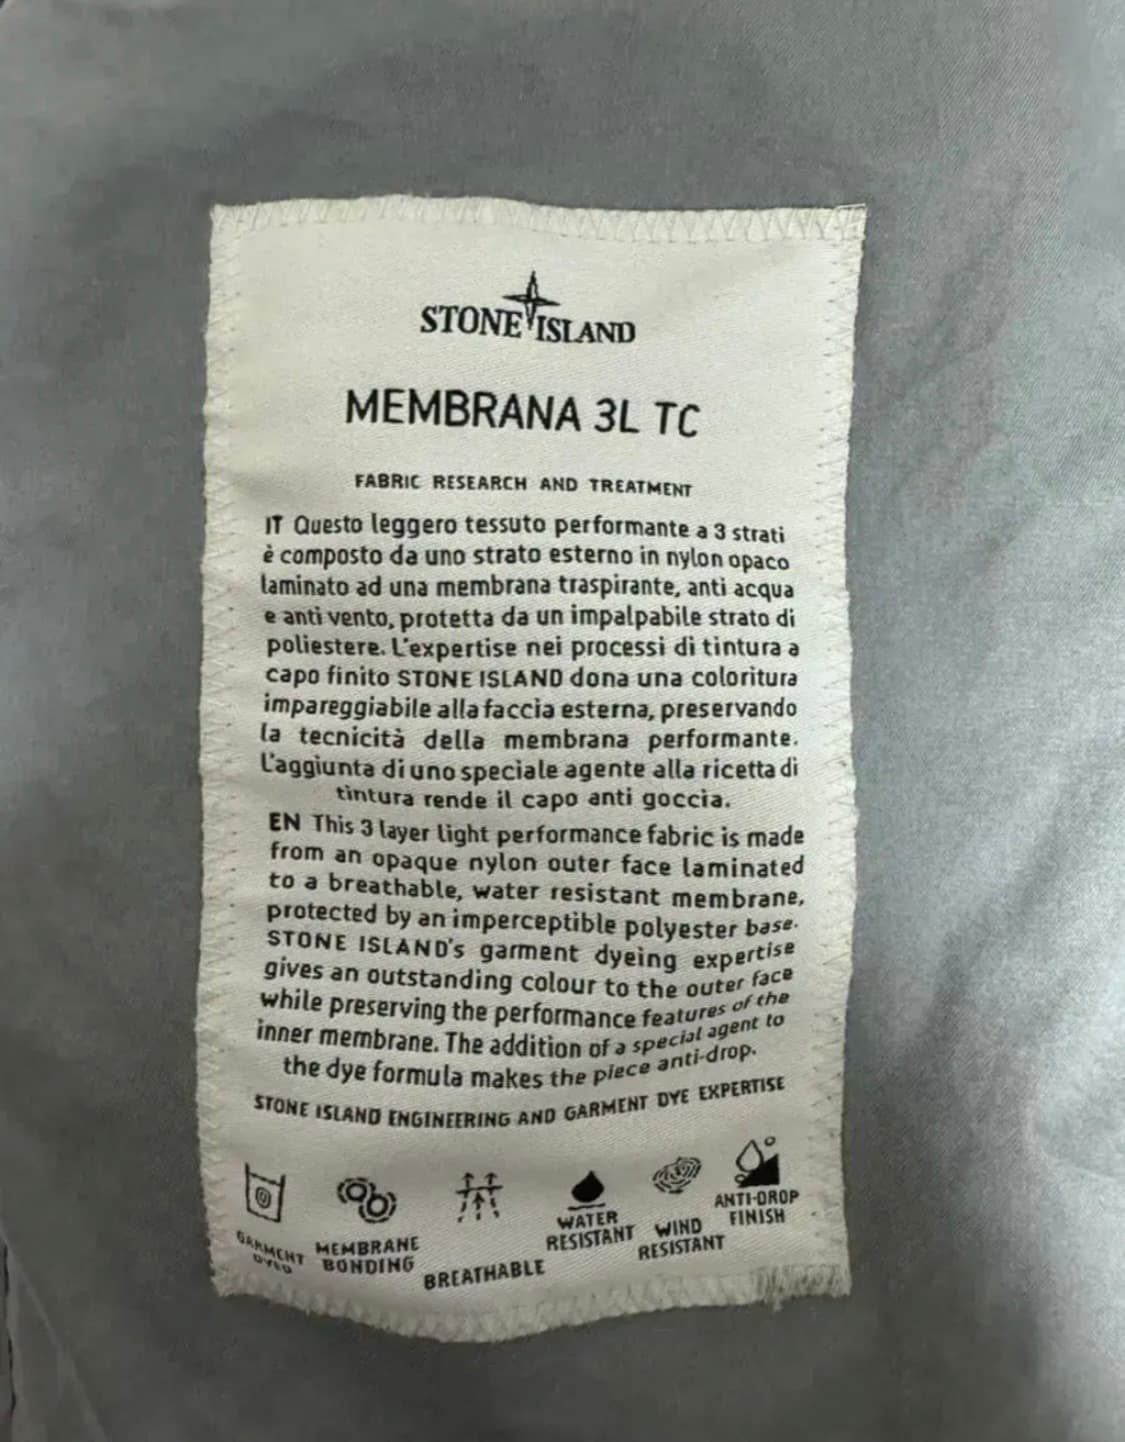 STONE ISLAND
MEMBRANA 3L TC
FABRIC RESEARCH AND TREATMENT
IT Questo leggero tessuto performante a 3 strati
è composto da uno strato esterno in nylon opaco
laminato ad una membrana traspirante, anti acqua
e anti vento, protetta da un impalpabile strato di
poliestere. L'expertise nei processi di tintura a
capo finito STONE ISLAND dona una coloritura
impareggiabile alla faccia esterna, preservando
la tecnicità della membrana performante.
L'aggiunta di uno speciale agente alla ricetta di
tintura rende il capo anti goccia.
EN This 3 layer light performance fabric is made
from an opaque nylon outer face laminated
to a breathable, water resistant membrane,
protected by an imperceptible polyester base.
STONE ISLAND's garment dyeing expertise
gives an outstanding colour to the outer face
while preserving the performance features of the
inner membrane. The addition of a special agent to
the dye formula makes the piece anti-drop.
STONE ISLAND ENGINEERING AND GARMENT DYE EXPERTISE
GARMENT
DYED
MEMBRANE
BONDING
BREATHABLE
WATER
RESISTANT
WIND
RESISTANT
ANTI-DROP
FINISH